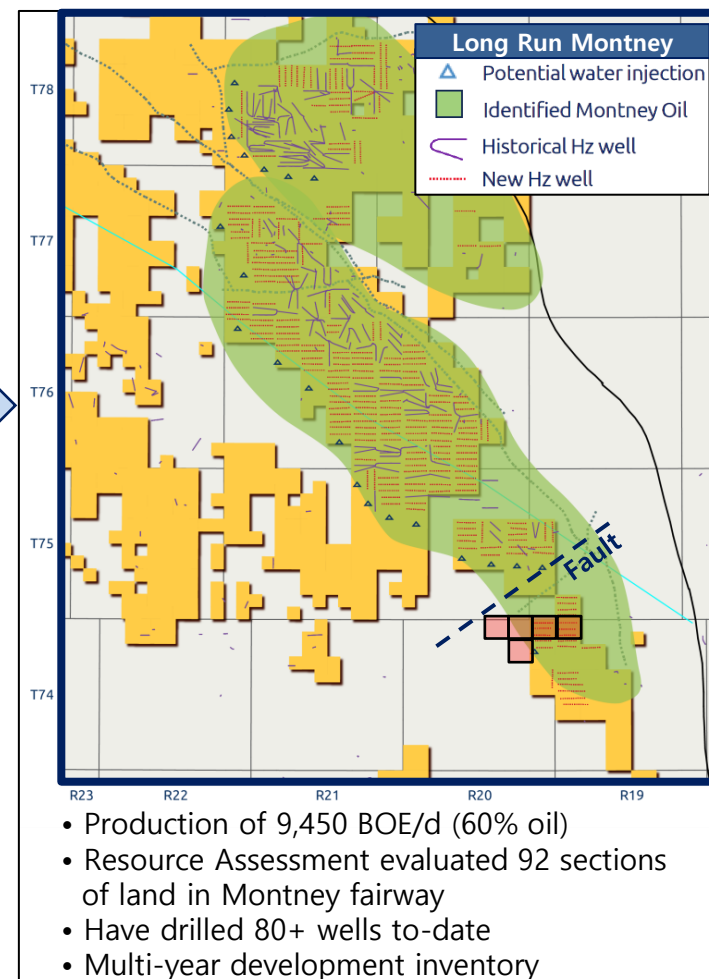 Long Run Montney
Potential water injection
Identified Montney Oil
Historical Hz well
New Hz well
T78
T77
T76
T75
Fault
T74
R23 R22 R21 R20 R19
• Production of 9,450 BOE/d (60% oil)
• Resource Assessment evaluated 92 sections
of land in Montney fairway
• Have drilled 80+ wells to-date
• Multi-year development inventory